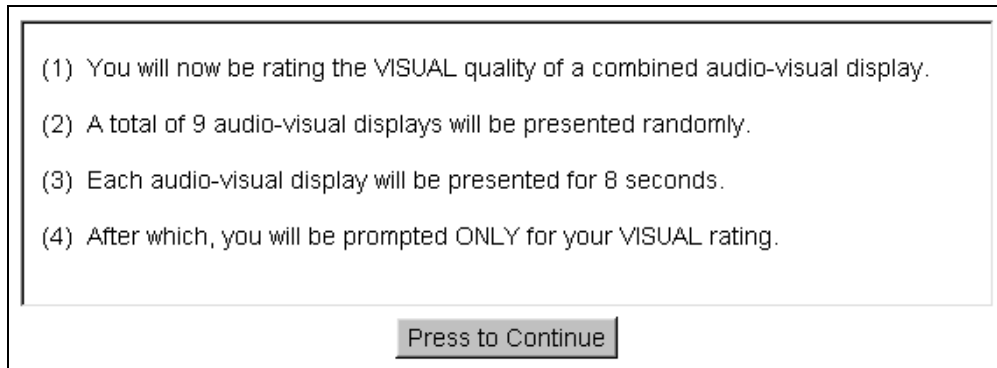 (1) You will now be rating the VISUAL quality of a combined audio-visual display.
(2) A total of 9 audio-visual displays will be presented randomly.
(3) Each audio-visual display will be presented for 8 seconds.
(4) After which, you will be prompted ONLY for your VISUAL rating.
Press to Continue